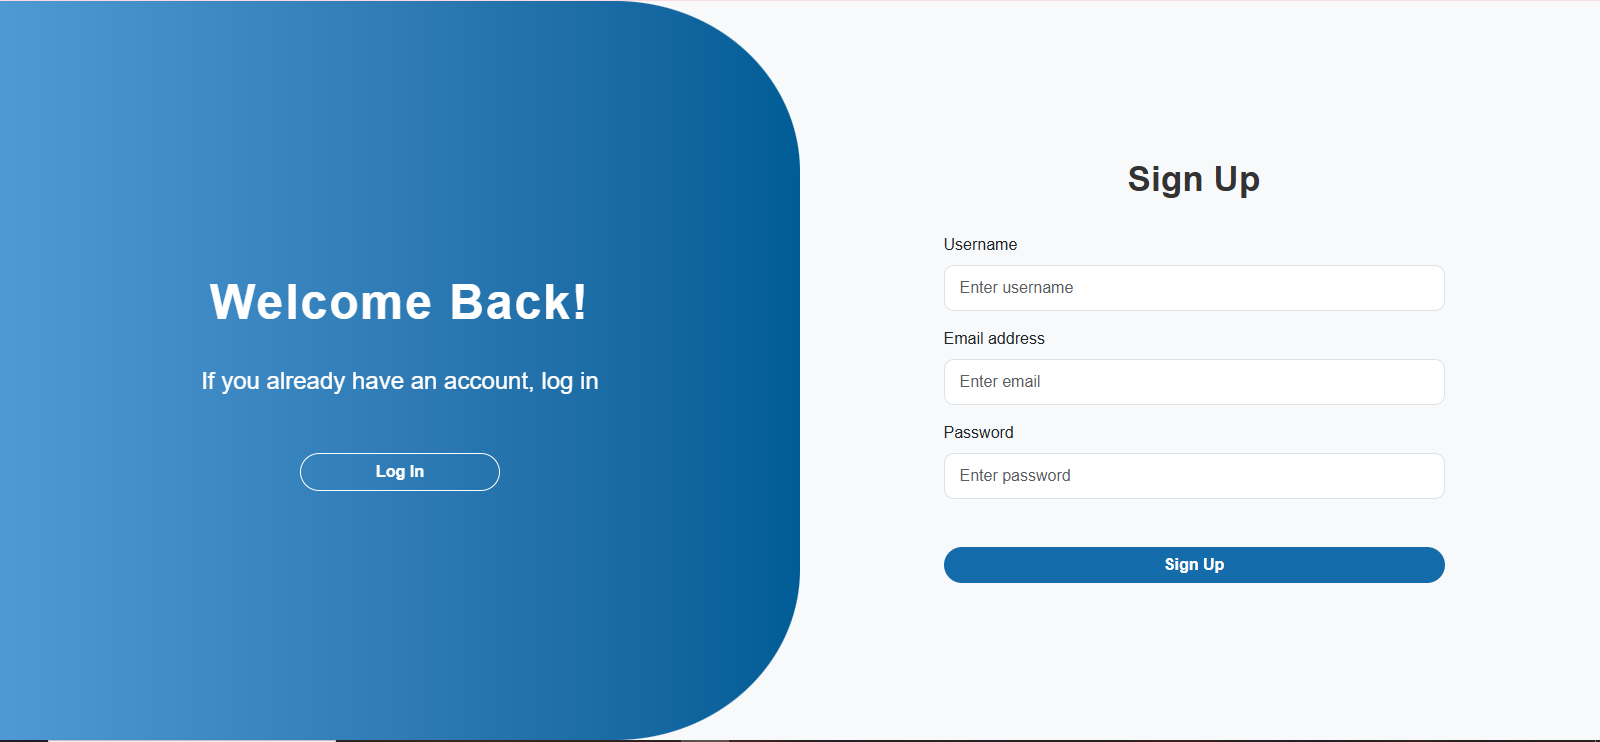 Welcome Back!
If you already have an account, log in
Log In
Sign Up
Username
Enter username
Email address
Enter email
Password
Enter password
Sign Up